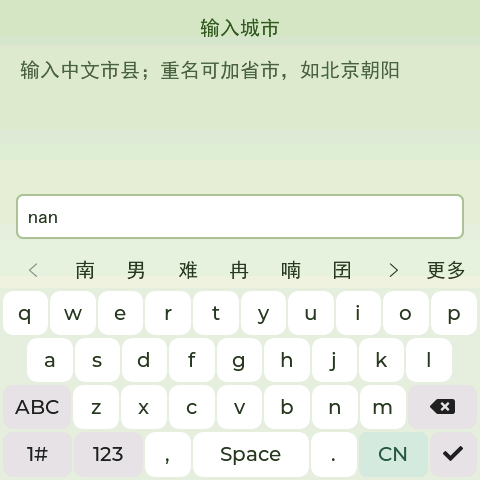 输入城市
输入中文市县；重名可加省市，如北京朝阳
nan
南 男 难 冉 喃 囝 更多
q w e r t y u i o p
a s d f g h j k l
ABC z x c v b n m
1# 123 , Space . CN